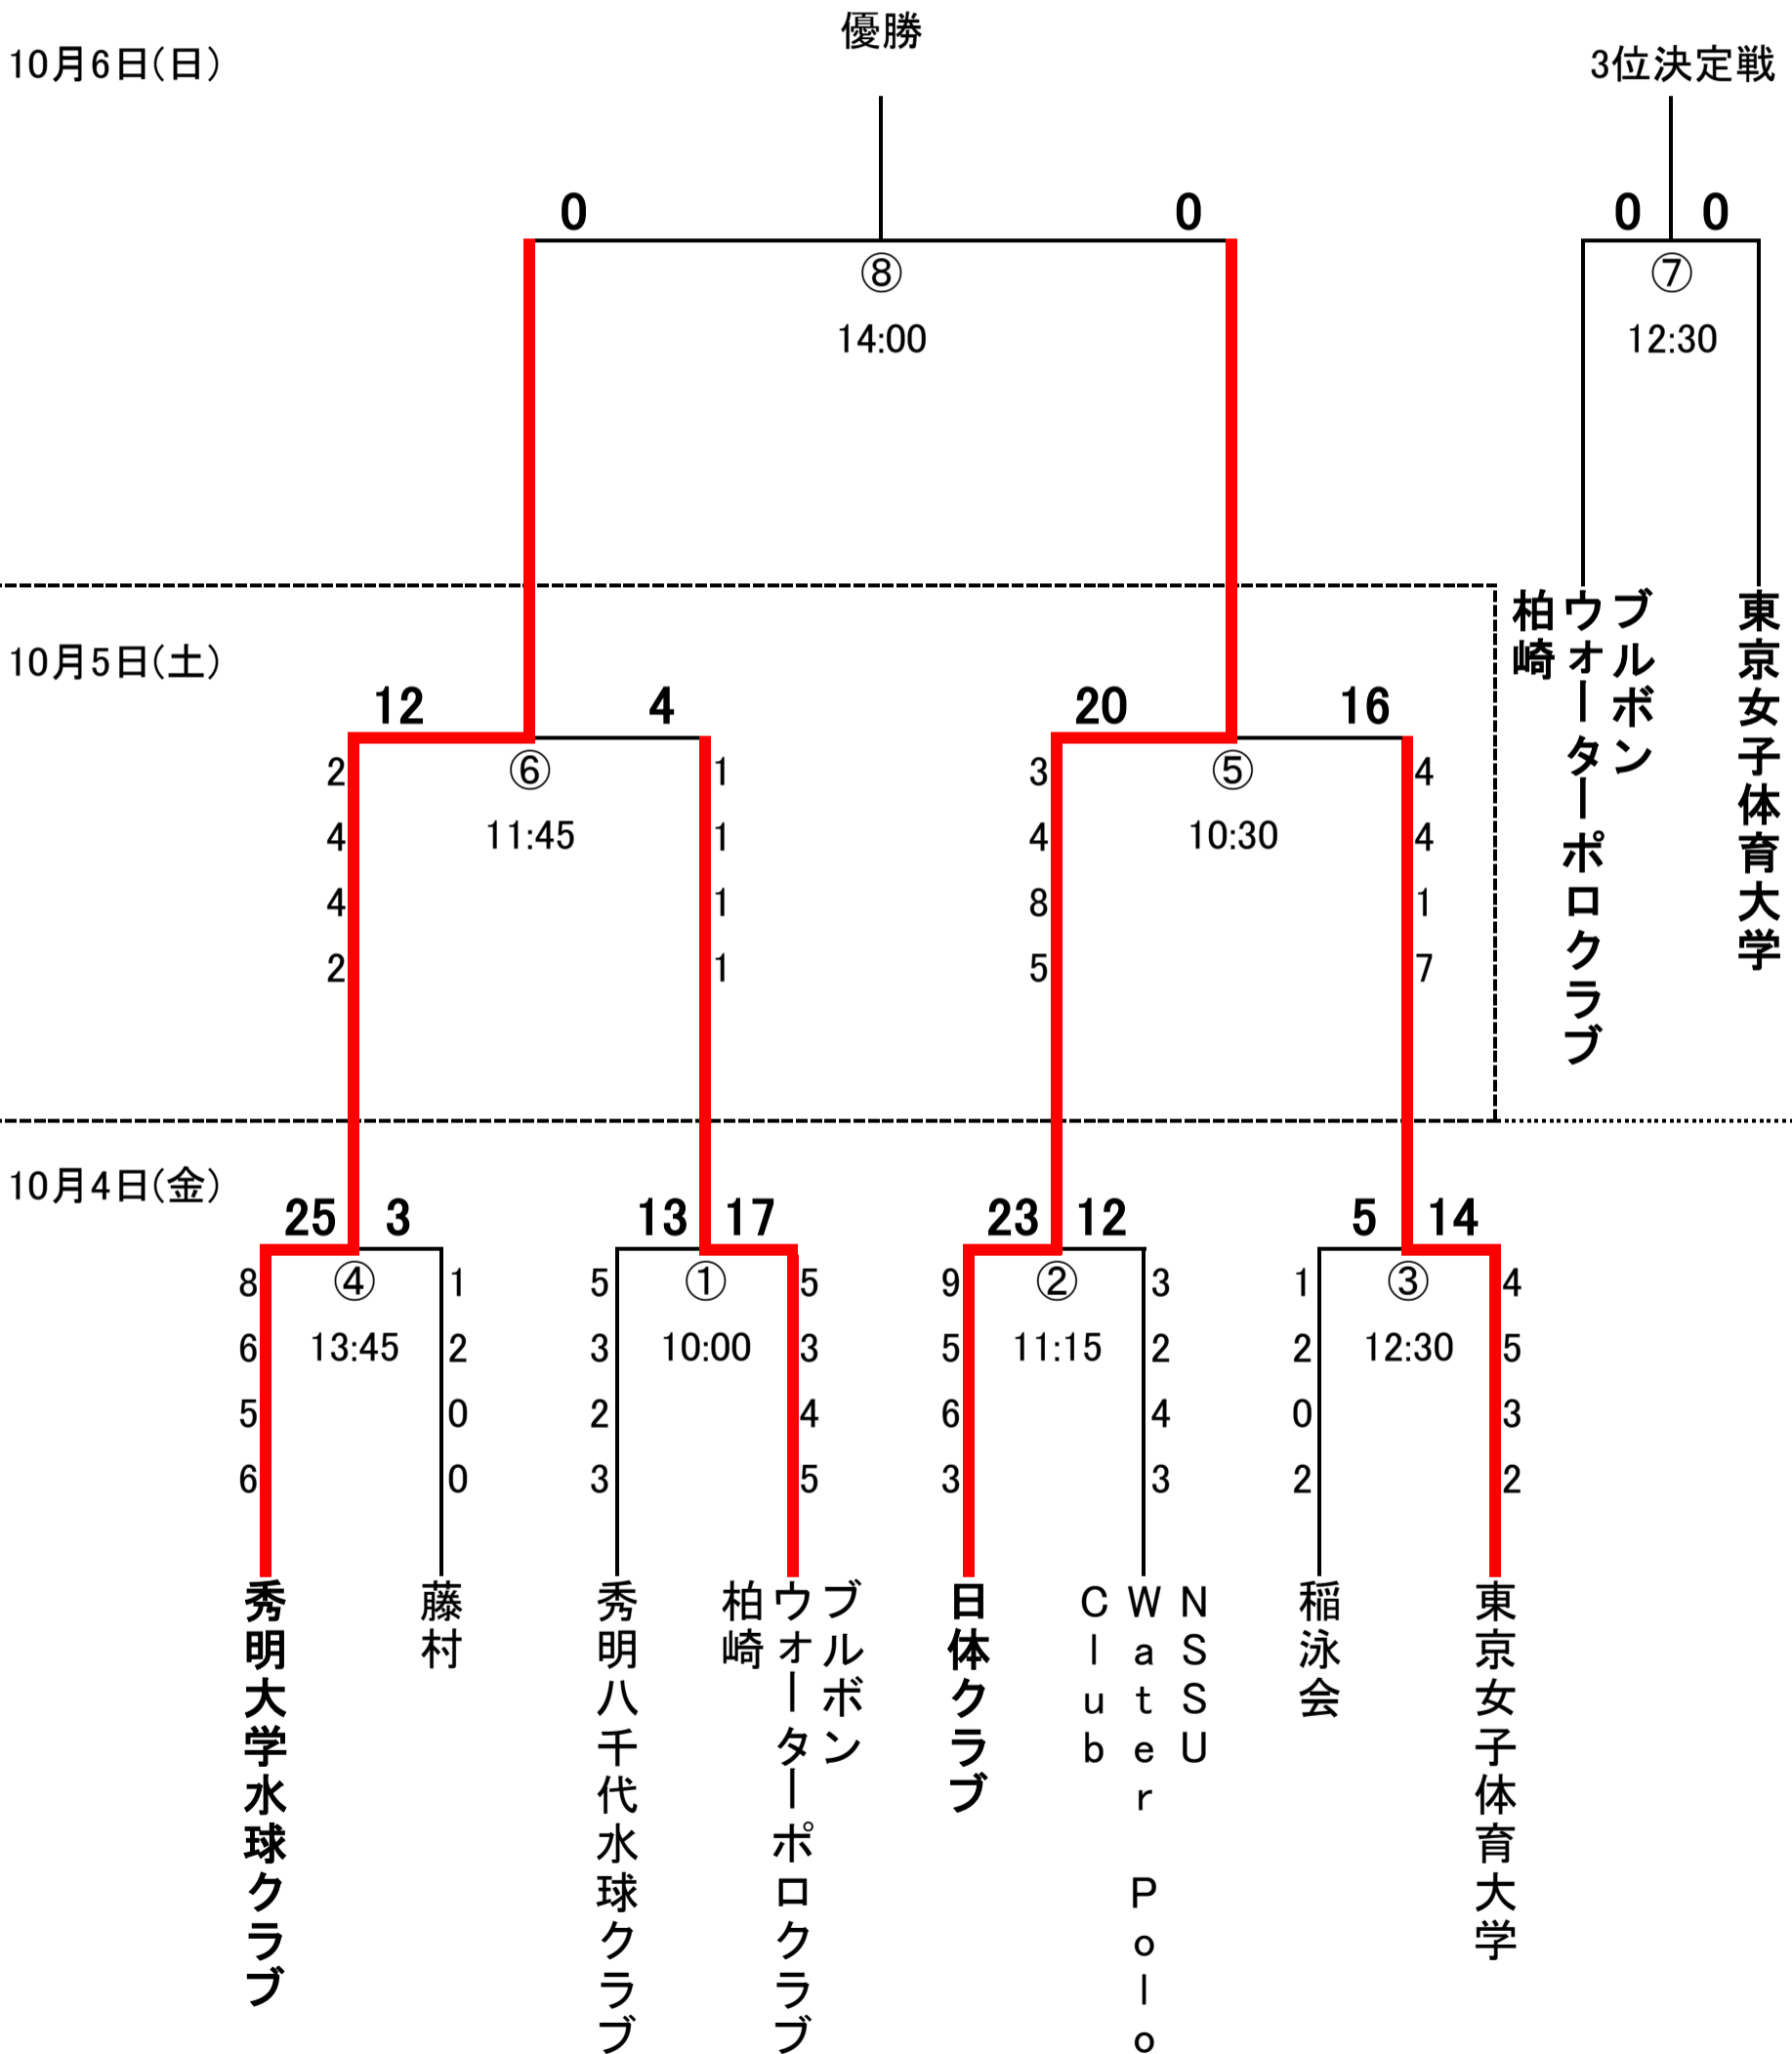 優勝
10月6日(日)
3位決定戦
0 0
0 0
⑧
⑦
14:00
12:30
ブルボン
ウォーターポロクラブ
柏崎
東京女子体育大学
10月5日(土)
12 4
20 16
2 ⑥ 1
3 ⑤ 4
4 11:45 1
4 10:30 4
4 1
8 1
2 1
5 7
10月4日(金)
25 3
13 17
23 12
5 14
8 ④ 1
5 ① 5
9 ② 3
1 ③ 4
6 13:45 2
3 10:00 3
5 11:15 2
2 12:30 5
5 0
2 4
6 4
0 3
6 0
3 5
3 3
2 2
秀明大学水球クラブ
藤村
秀明八千代水球クラブ
ブルボン
ウォーターポロクラブ
柏崎
日体クラブ
NSSU
Water Polo
Club
稲泳会
東京女子体育大学